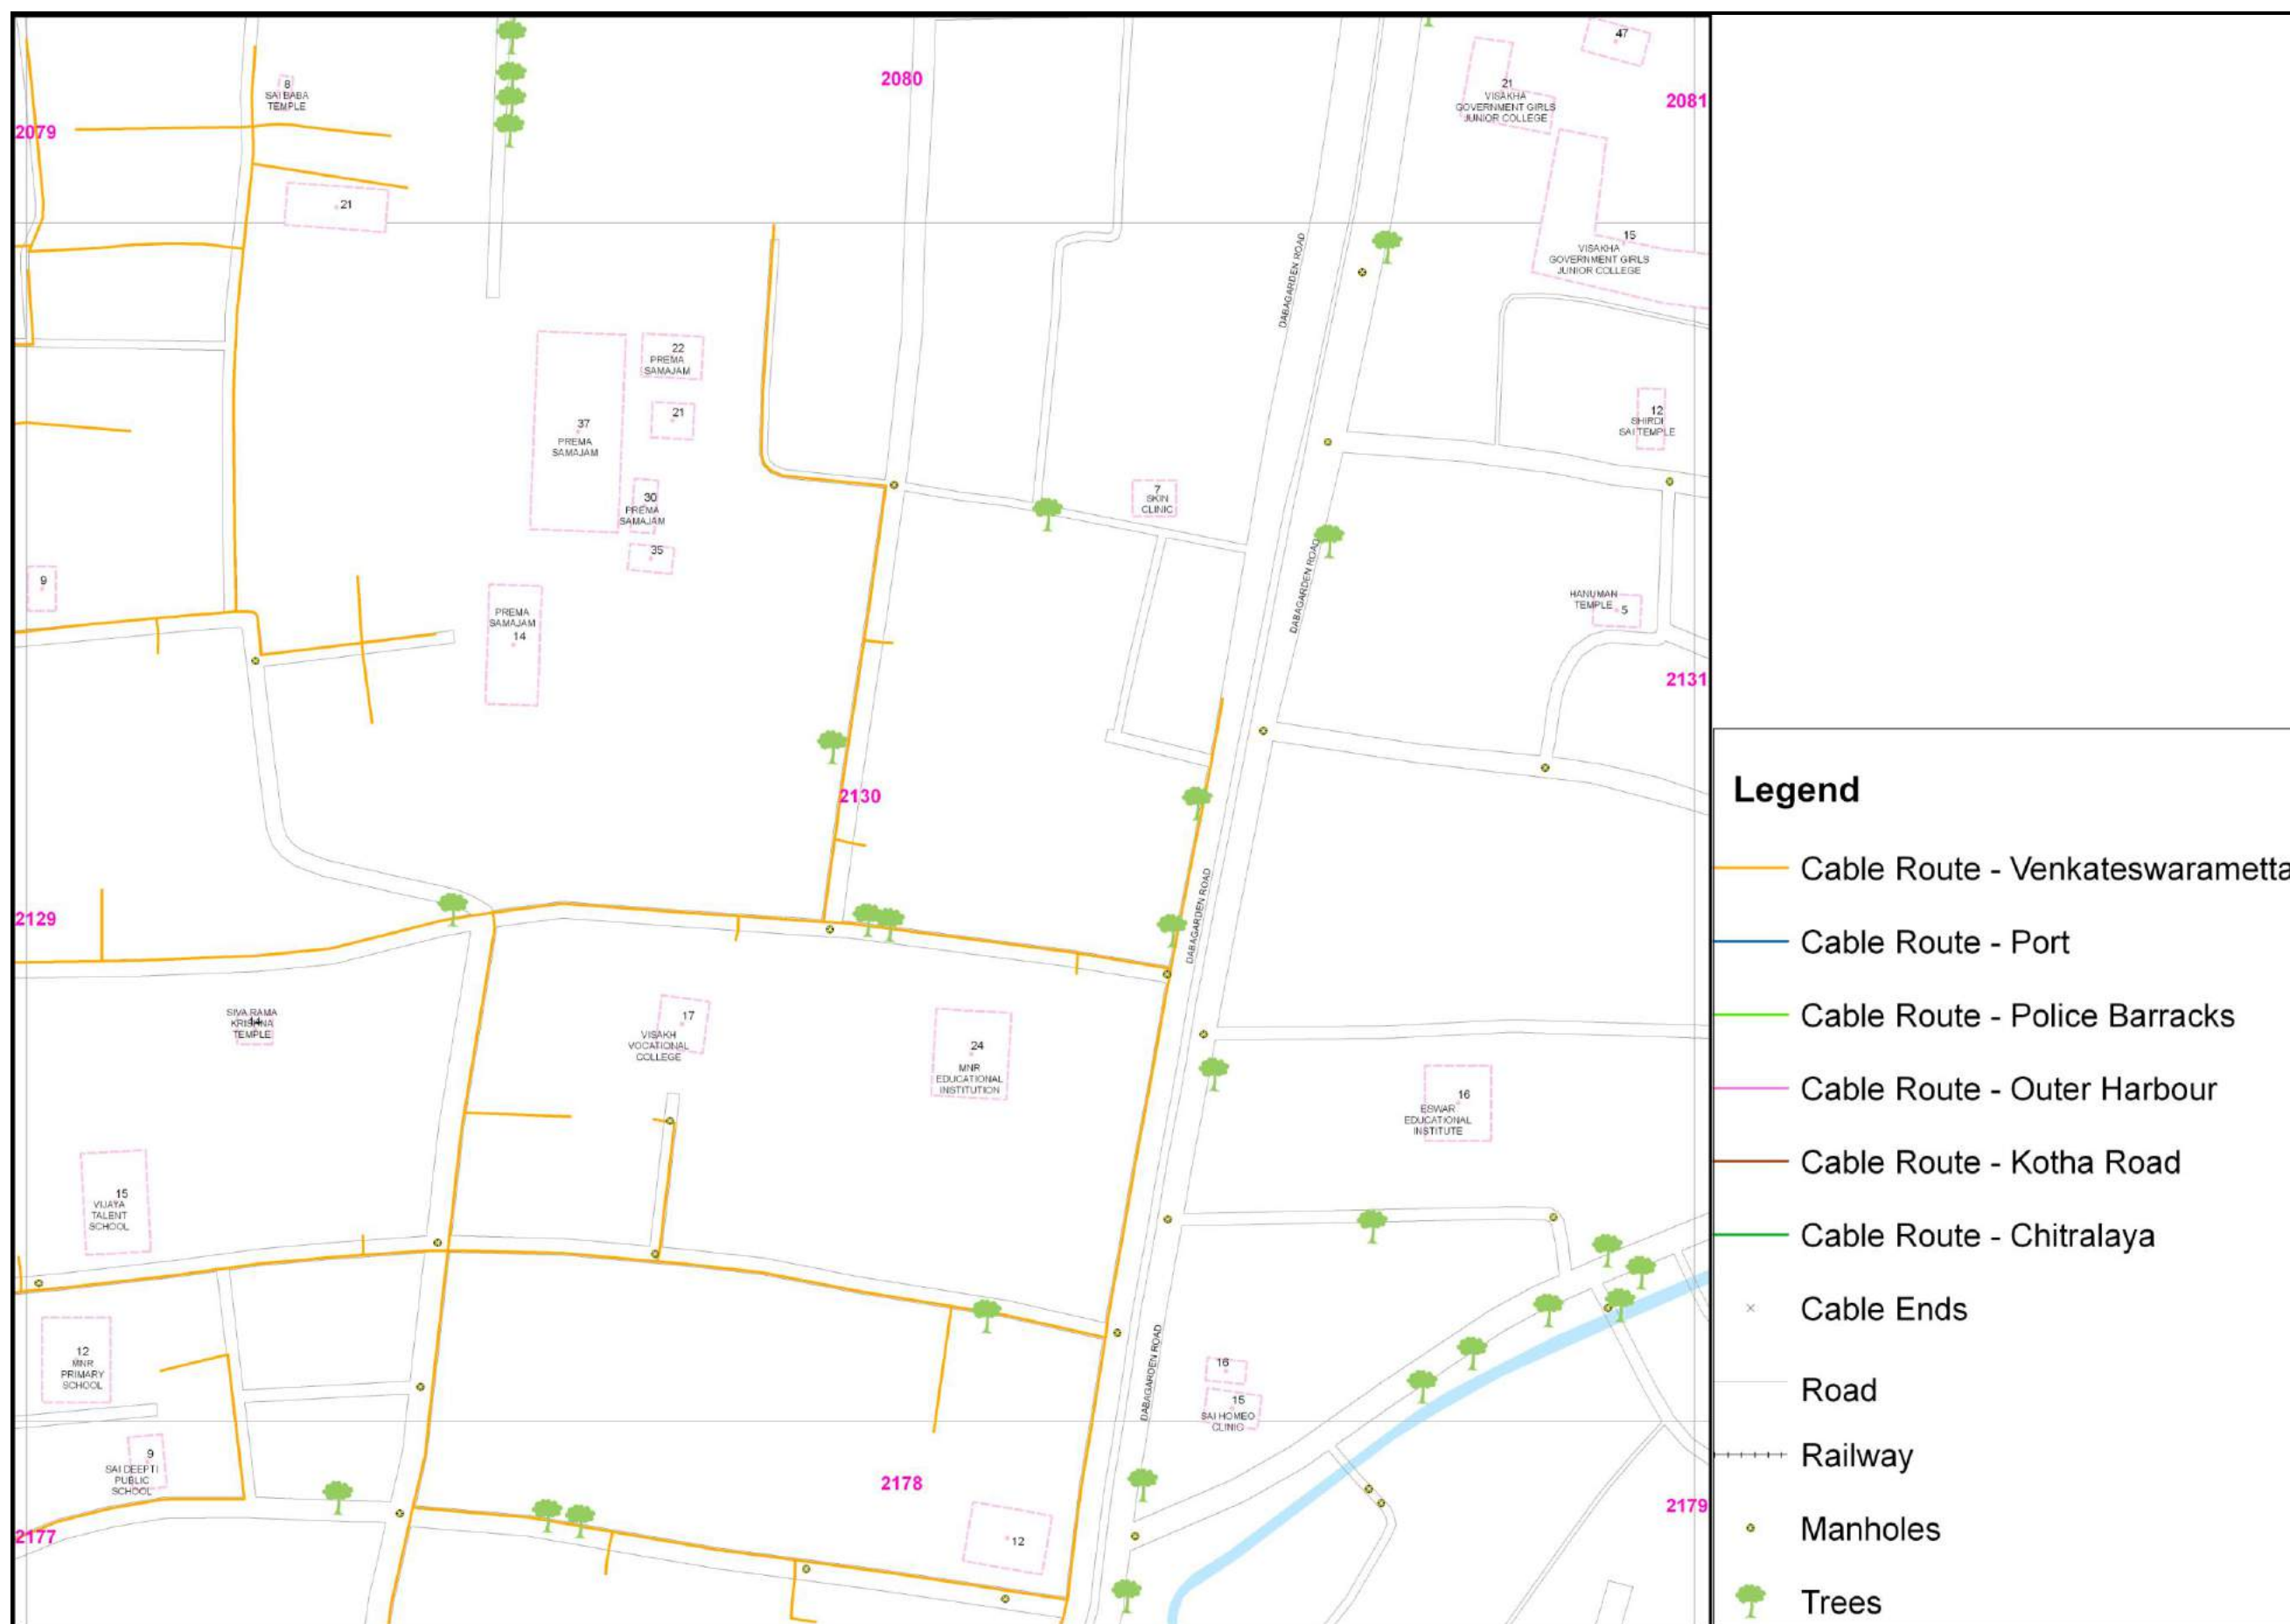 47
8
SAI BABA
TEMPLE
2080
21
VISAKHA
GOVERNMENT GIRLS
JUNIOR COLLEGE
2081
2079
21
15
VISAKHA
GOVERNMENT GIRLS
JUNIOR COLLEGE
DABAGARDEN ROAD
22
PREMA
SAMAJAM
21
37
PREMA
SAMAJAM
12
SHIRDI
SAI TEMPLE
30
PREMA
SAMAJAM
7
SKIN
CLINIC
35
9
DABAGARDEN ROAD
HANUMAN
TEMPLE
5
PREMA
SAMAJAM
14
2131
2130
2129
DABAGARDEN ROAD
SIVA RAMA
KRISHNA
TEMPLE
14
17
VISAKH
VOCATIONAL
COLLEGE
24
MNR
EDUCATIONAL
INSTITUTION
16
ESWAR
EDUCATIONAL
INSTITUTE
15
VIJAYA
TALENT
SCHOOL
12
MNR
PRIMARY
SCHOOL
DABAGARDEN ROAD
16
15
SAI HOMEO
CLINIC
9
SAI DEEPTI
PUBLIC
SCHOOL
2178
2179
2177
12
Legend
Cable Route - Venkateswarametta
Cable Route - Port
Cable Route - Police Barracks
Cable Route - Outer Harbour
Cable Route - Kotha Road
Cable Route - Chitralaya
Cable Ends
Road
Railway
Manholes
Trees